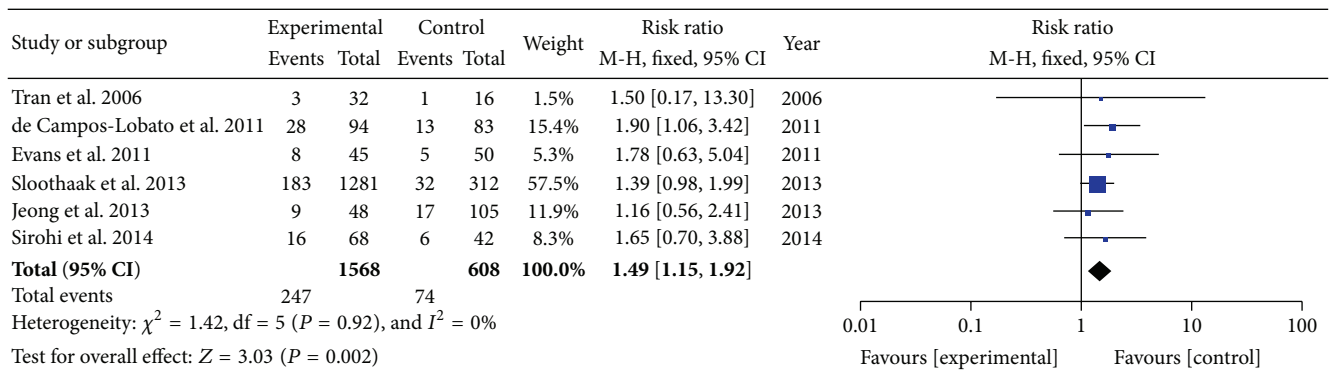 Study or subgroup Experimental Control Weight Risk ratio Year Risk ratio
Events Total Events Total M-H, fixed, 95% CI M-H, fixed, 95% CI
Tran et al. 2006 3 32 1 16 1.5% 1.50 [0.17, 13.30] 2006
de Campos-Lobato et al. 2011 28 94 13 83 15.4% 1.90 [1.06, 3.42] 2011
Evans et al. 2011 8 45 5 50 5.3% 1.78 [0.63, 5.04] 2011
Sloothaak et al. 2013 183 1281 32 312 57.5% 1.39 [0.98, 1.99] 2013
Jeong et al. 2013 9 48 17 105 11.9% 1.16 [0.56, 2.41] 2013
Sirohi et al. 2014 16 68 6 42 8.3% 1.65 [0.70, 3.88] 2014
Total (95% CI) 1568 608 100.0% 1.49 [1.15, 1.92]
Total events 247 74
Heterogeneity: χ² = 1.42, df = 5 (P = 0.92), and I² = 0%
Test for overall effect: Z = 3.03 (P = 0.002)
0.01 0.1 1 10 100
Favours [experimental] Favours [control]